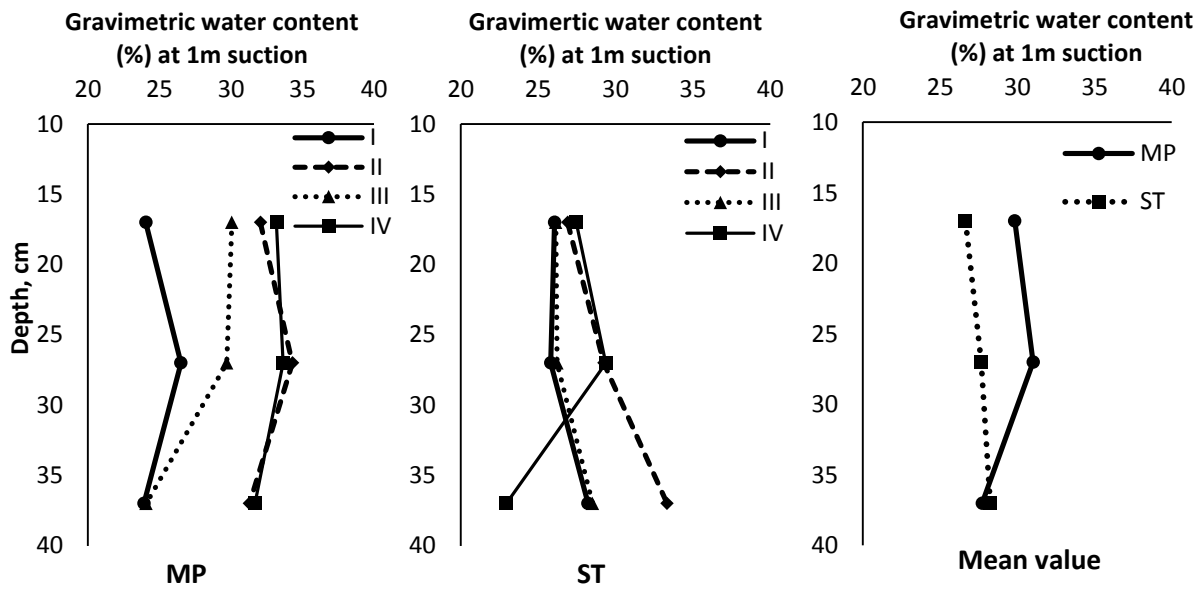 Gravimetric water content
(%) at 1m suction
20 25 30 35 40
10
15
20
25
30
35
40
Depth, cm
I
II
III
IV
MP
Gravimertic water content
(%) at 1m suction
20 25 30 35 40
10
15
20
25
30
35
40
I
II
III
IV
ST
Gravimetric water content
(%) at 1m suction
20 25 30 35 40
10
15
20
25
30
35
40
MP
ST
Mean value